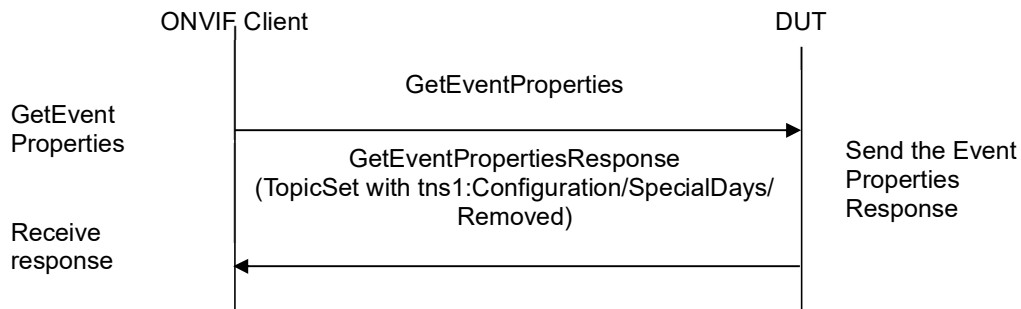 ONVIF Client
DUT
GetEventProperties
GetEvent
Properties
GetEventPropertiesResponse
(TopicSet with tns1:Configuration/SpecialDays/
Removed)
Send the Event
Properties
Response
Receive
response